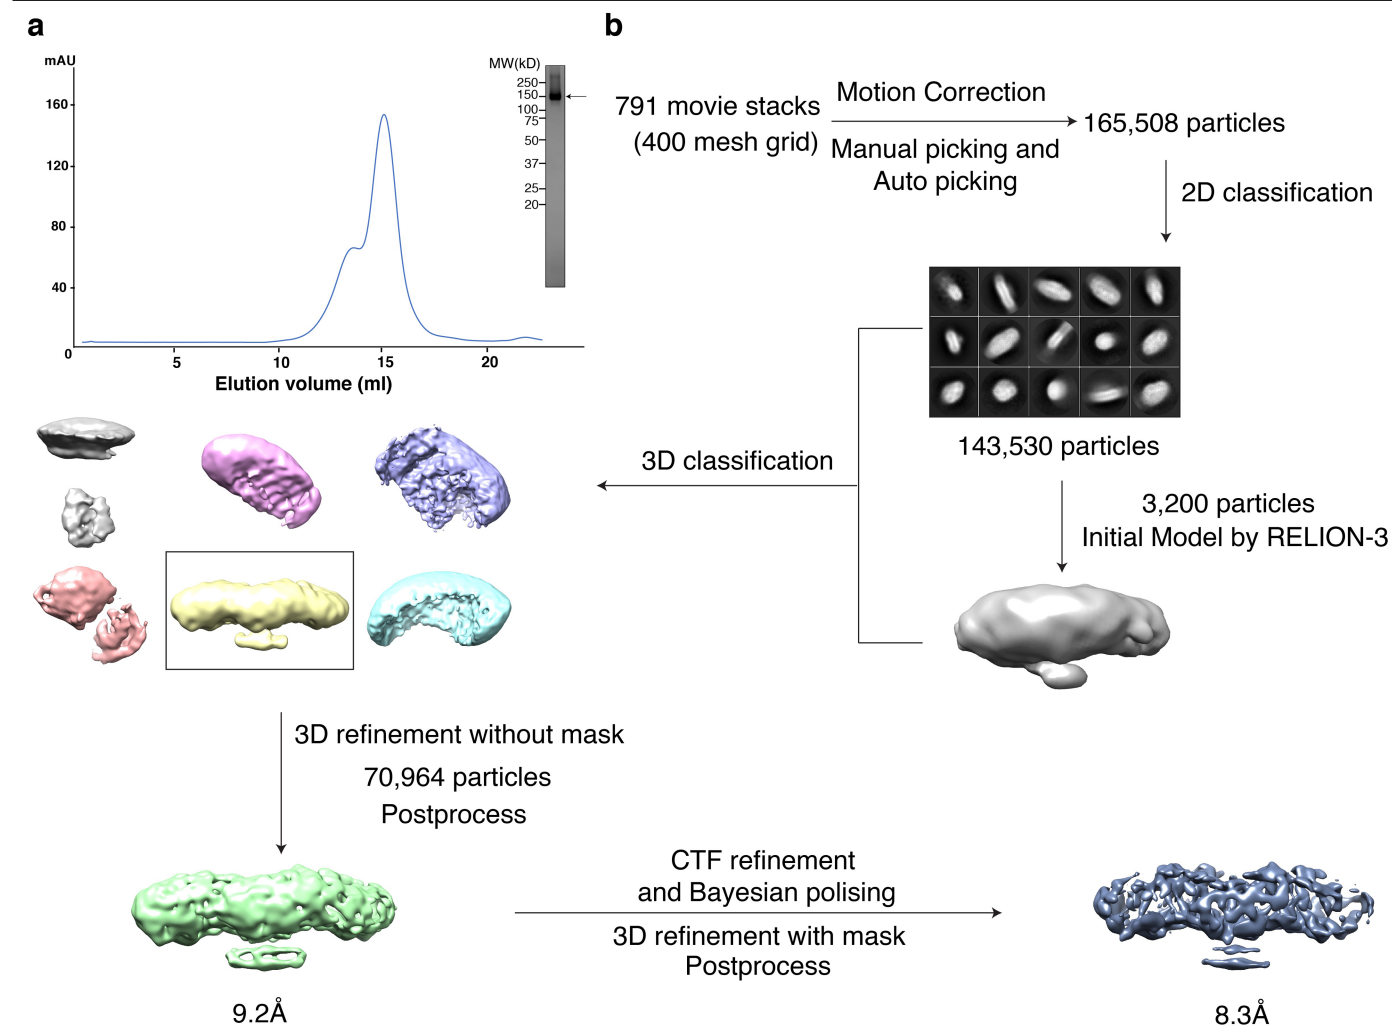 a
mAU
160
120
80
40
0
5
10
15
20
Elution volume (ml)
MW(kD)
250
150
100
75
50
37
25
20
b
791 movie stacks
(400 mesh grid)
Motion Correction
Manual picking and
Auto picking
165,508 particles
2D classification
143,530 particles
3,200 particles
Initial Model by RELION-3
3D classification
3D refinement without mask
70,964 particles
Postprocess
9.2Å
CTF refinement
and Bayesian polising
3D refinement with mask
Postprocess
8.3Å